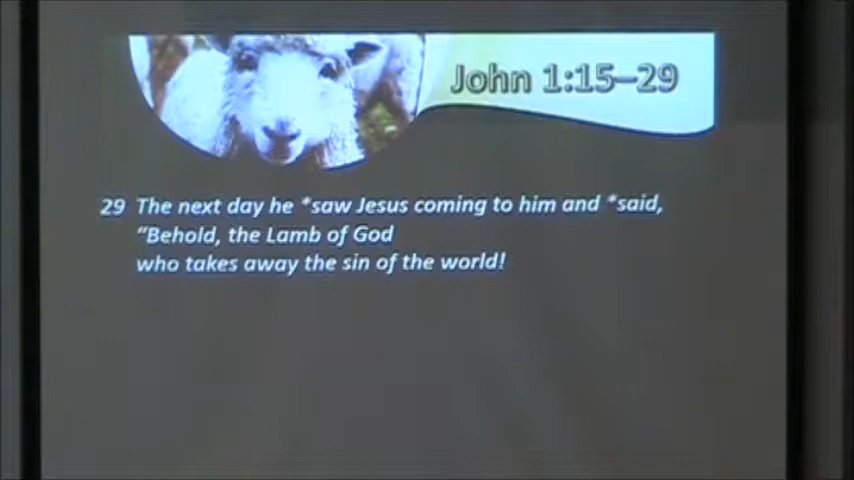 John 1:15–29
29 The next day he *saw Jesus coming to him and *said,
“Behold, the Lamb of God
who takes away the sin of the world!